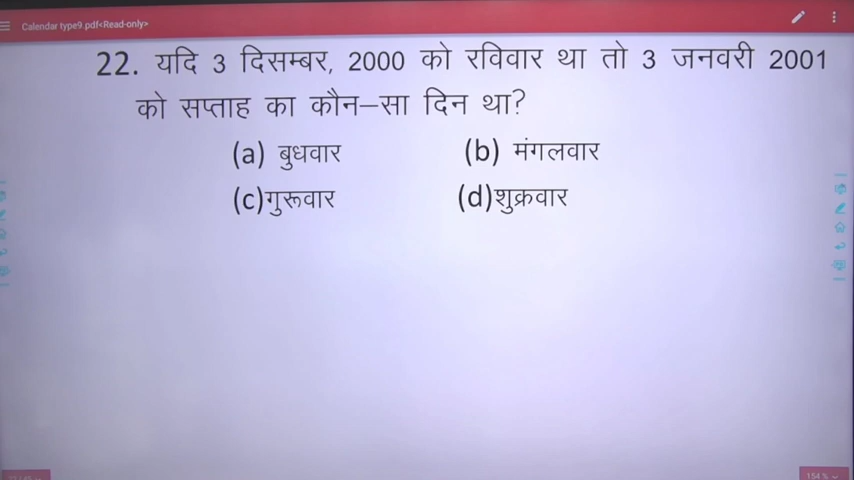 Calendar type9.pdf<Read-only>
22. यदि 3 दिसम्बर, 2000 को रविवार था तो 3 जनवरी 2001
को सप्ताह का कौन–सा दिन था?
(a) बुधवार (b) मंगलवार
(c)गुरूवार (d)शुक्रवार
154 %